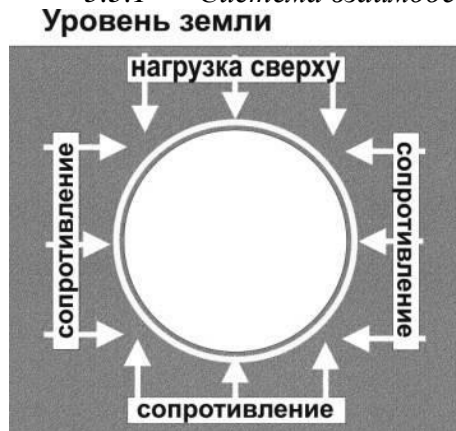 Уровень земли
нагрузка сверху
сопротивление
сопротивление
сопротивление